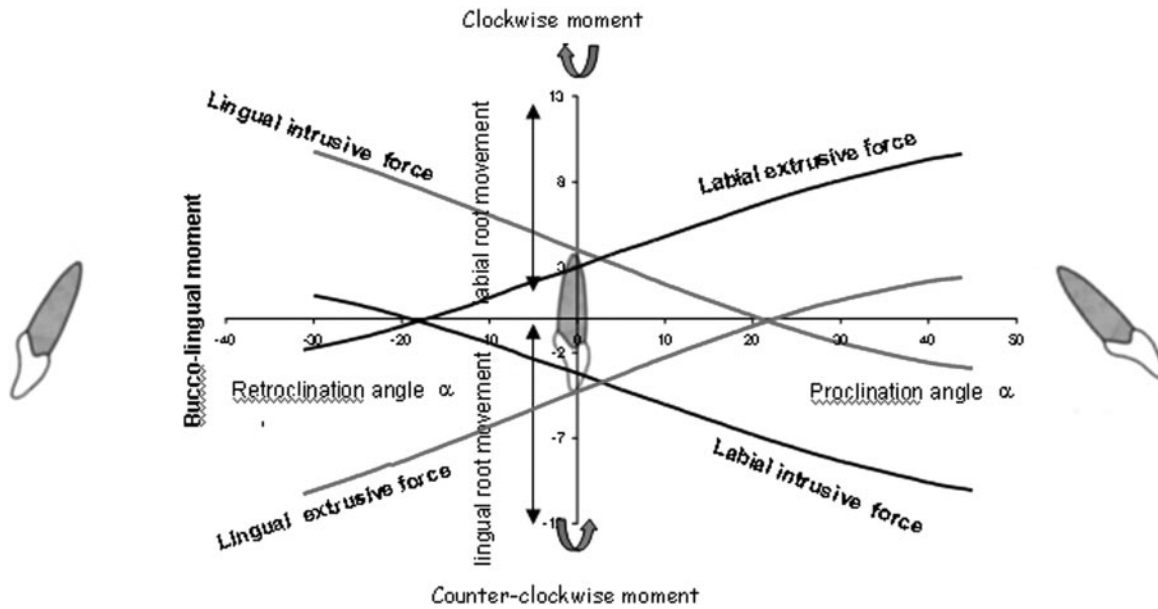 Clockwise moment
13
Lingual intrusive force
labial root movement
Labial extrusive force
8
3
Bucco-lingual moment
-40
-30
-20
-10
0
10
20
30
40
50
-2
Retroclination angle α
Proclination angle α
lingual root movement
-7
Labial intrusive force
Lingual extrusive force
Counter-clockwise moment